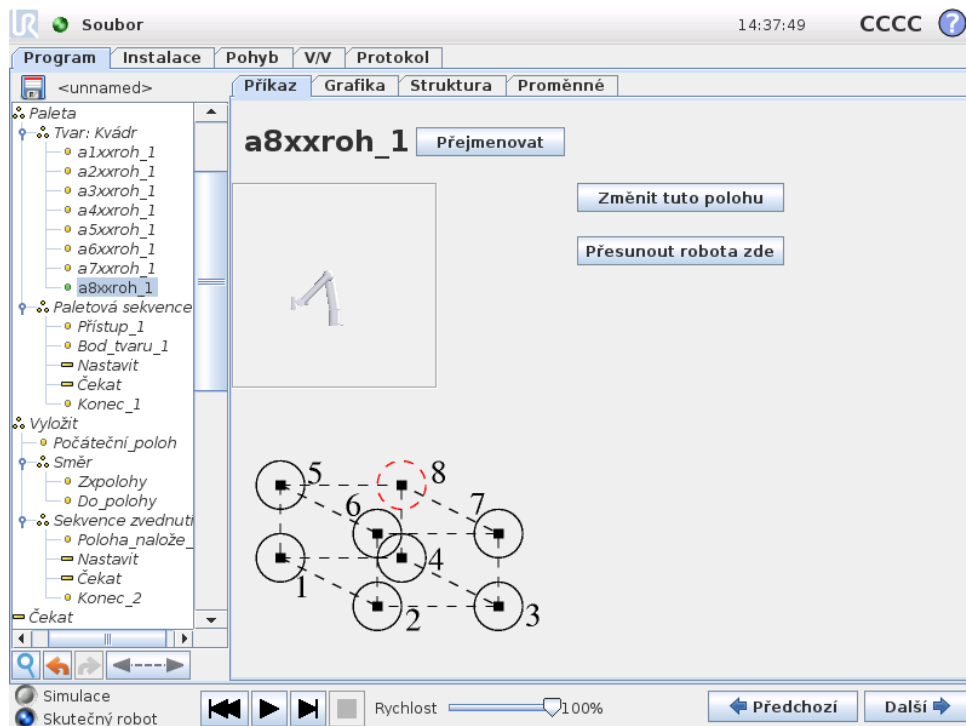 UR Soubor 14:37:49 CCCC ?
Program Instalace Pohyb V/V Protokol
<unnamed>
Příkaz Grafika Struktura Proměnné
Paleta
Tvar: Kvádr
a1xxroh_1
a2xxroh_1
a3xxroh_1
a4xxroh_1
a5xxroh_1
a6xxroh_1
a7xxroh_1
a8xxroh_1
Paletová sekvence
Přístup_1
Bod_tvaru_1
Nastavit
Čekat
Konec_1
Vyložit
Počáteční_poloh
Směr
Zxpolohy
Do_polohy
Sekvence zvednutí
Poloha_nalože_
Nastavit
Čekat
Konec_2
Čekat
a8xxroh_1 Přejmenovat
Změnit tuto polohu
Přesunout robota zde
5 8
6 7
1 4
2 3
Simulace
Skutečný robot
Rychlost 100%
Předchozí Další